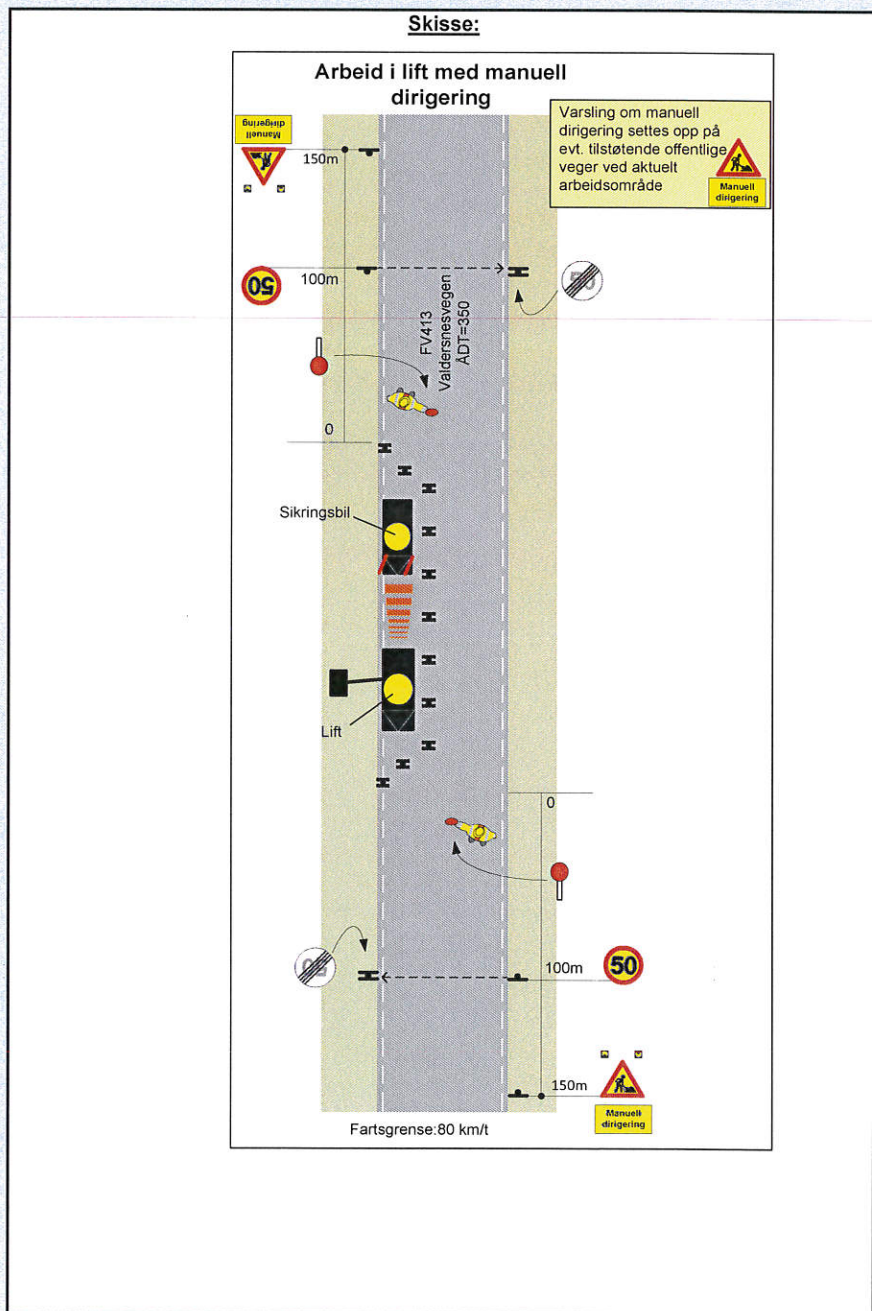 Skisse:
Arbeid i lift med manuell
dirigering
Varsling om manuell
dirigering settes opp på
evt. tilstøtende offentlige
veger ved aktuelt
arbeidsområde
Manuell
dirigering
Manuell
dirigering
150m
50
100m
50
FV413
Valdersnesvegen
ÅDT=350
0
Sikringsbil
Lift
0
50
100m
50
150m
Manuell
dirigering
Fartsgrense:80 km/t